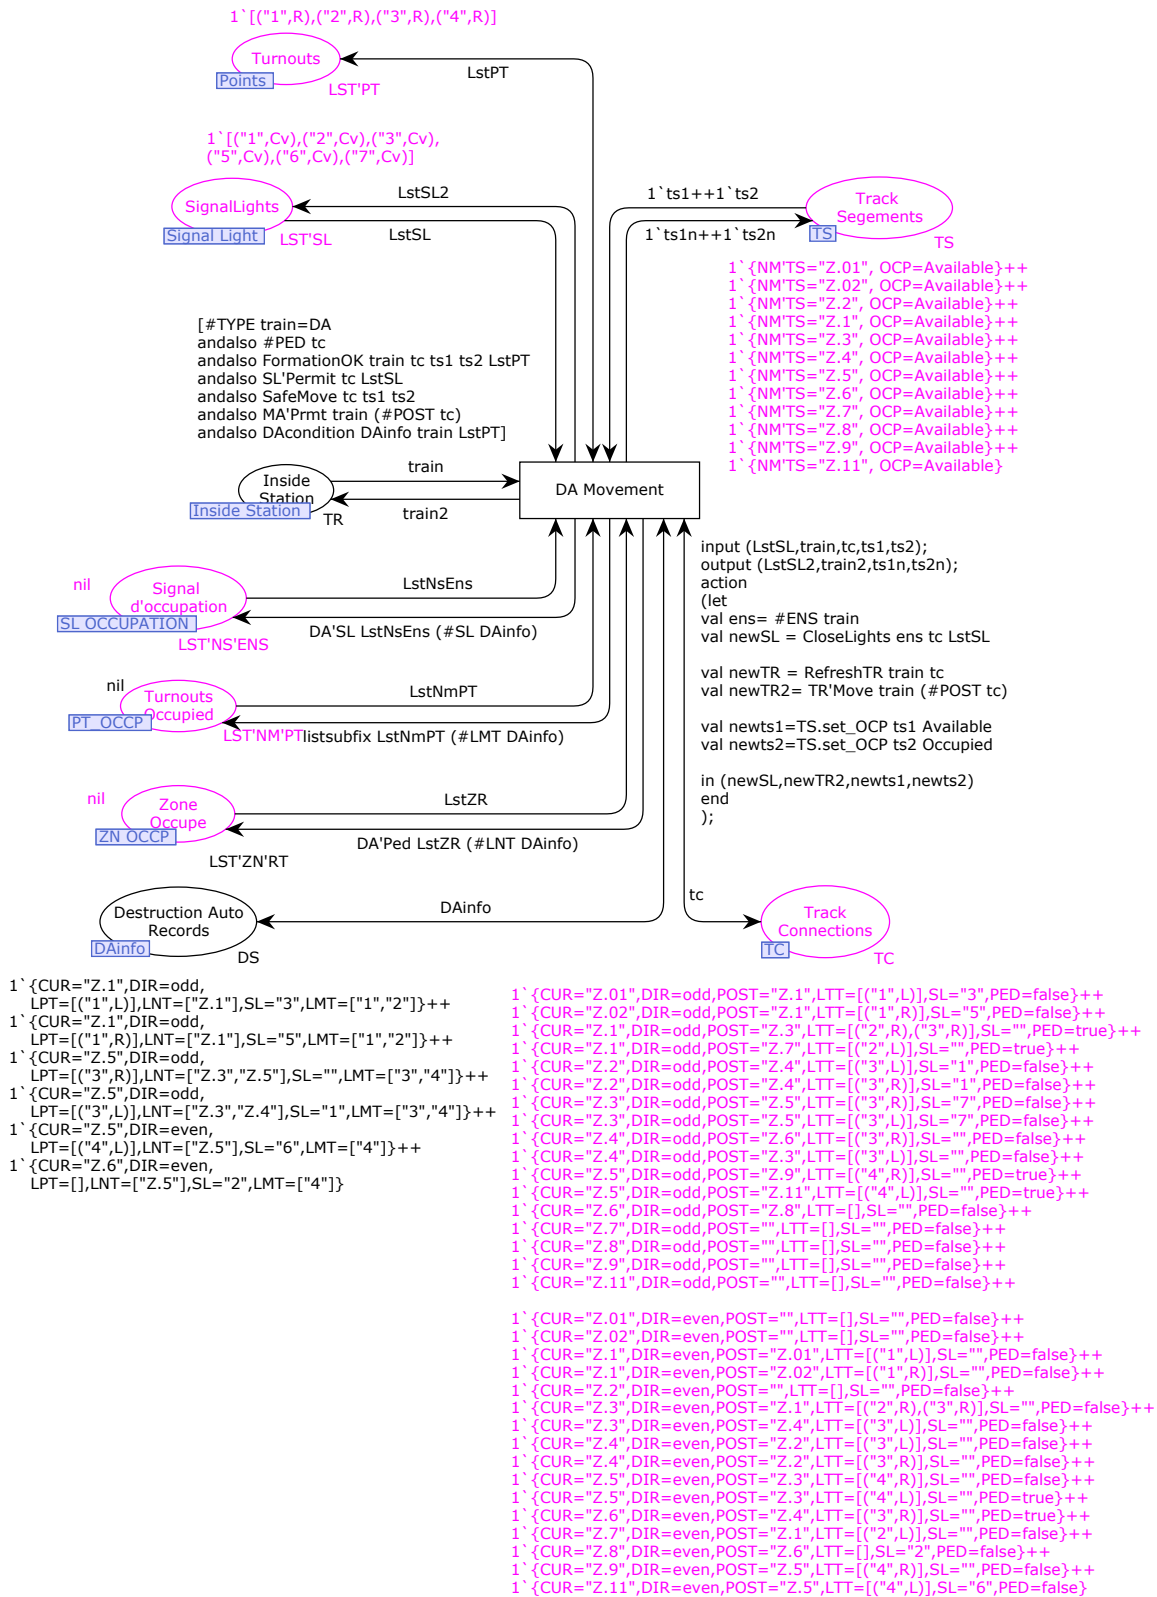 1`[("1",R),("2",R),("3",R),("4",R)]
Turnouts
Points
LST'PT
LstPT
1`[("1",Cv),("2",Cv),("3",Cv),
("5",Cv),("6",Cv),("7",Cv)]
SignalLights
Signal Light
LST'SL
LstSL2
LstSL
1`ts1++1`ts2
1`ts1n++1`ts2n
Track
Segements
TS
TS
1`{NM'TS="Z.01", OCP=Available}++
1`{NM'TS="Z.02", OCP=Available}++
1`{NM'TS="Z.2", OCP=Available}++
1`{NM'TS="Z.1", OCP=Available}++
1`{NM'TS="Z.3", OCP=Available}++
1`{NM'TS="Z.4", OCP=Available}++
1`{NM'TS="Z.5", OCP=Available}++
1`{NM'TS="Z.6", OCP=Available}++
1`{NM'TS="Z.7", OCP=Available}++
1`{NM'TS="Z.8", OCP=Available}++
1`{NM'TS="Z.9", OCP=Available}++
1`{NM'TS="Z.11", OCP=Available}
[#TYPE train=DA
andalso #PED tc
andalso FormationOK train tc ts1 ts2 LstPT
andalso SL'Permit tc LstSL
andalso SafeMove tc ts1 ts2
andalso MA'Prmt train (#POST tc)
andalso DAcondition DAinfo train LstPT]
Inside
Station
Inside Station
TR
train
train2
DA Movement
input (LstSL,train,tc,ts1,ts2);
output (LstSL2,train2,ts1n,ts2n);
action
(let
val ens= #ENS train
val newSL = CloseLights ens tc LstSL
val newTR = RefreshTR train tc
val newTR2= TR'Move train (#POST tc)
val newts1=TS.set_OCP ts1 Available
val newts2=TS.set_OCP ts2 Occupied
in (newSL,newTR2,newts1,newts2)
end
);
nil
Signal
d'occupation
SL OCCUPATION
LST'NS'ENS
LstNsEns
DA'SL LstNsEns (#SL DAinfo)
nil
Turnouts
Occupied
PT_OCCP
LST'NM'PT
LstNmPT
listsubfix LstNmPT (#LMT DAinfo)
nil
Zone
Occupe
ZN OCCP
LST'ZN'RT
LstZR
DA'Ped LstZR (#LNT DAinfo)
Destruction Auto
Records
DAinfo
DS
DAinfo
tc
Track
Connections
TC
TC
1`{CUR="Z.1",DIR=odd,
LPT=[("1",L)],LNT=["Z.1"],SL="3",LMT=["1","2"]}++
1`{CUR="Z.1",DIR=odd,
LPT=[("1",R)],LNT=["Z.1"],SL="5",LMT=["1","2"]}++
1`{CUR="Z.5",DIR=odd,
LPT=[("3",R)],LNT=["Z.3","Z.5"],SL="",LMT=["3","4"]}++
1`{CUR="Z.5",DIR=odd,
LPT=[("3",L)],LNT=["Z.3","Z.4"],SL="1",LMT=["3","4"]}++
1`{CUR="Z.5",DIR=even,
LPT=[("4",L)],LNT=["Z.5"],SL="6",LMT=["4"]}++
1`{CUR="Z.6",DIR=even,
LPT=[],LNT=["Z.5"],SL="2",LMT=["4"]}
1`{CUR="Z.01",DIR=odd,POST="Z.1",LTT=[("1",L)],SL="3",PED=false}++
1`{CUR="Z.02",DIR=odd,POST="Z.1",LTT=[("1",R)],SL="5",PED=false}++
1`{CUR="Z.1",DIR=odd,POST="Z.3",LTT=[("2",R),("3",R)],SL="",PED=true}++
1`{CUR="Z.1",DIR=odd,POST="Z.7",LTT=[("2",L)],SL="",PED=true}++
1`{CUR="Z.2",DIR=odd,POST="Z.4",LTT=[("3",L)],SL="1",PED=false}++
1`{CUR="Z.2",DIR=odd,POST="Z.4",LTT=[("3",R)],SL="1",PED=false}++
1`{CUR="Z.3",DIR=odd,POST="Z.5",LTT=[("3",R)],SL="7",PED=false}++
1`{CUR="Z.3",DIR=odd,POST="Z.5",LTT=[("3",L)],SL="7",PED=false}++
1`{CUR="Z.4",DIR=odd,POST="Z.6",LTT=[("3",R)],SL="",PED=false}++
1`{CUR="Z.4",DIR=odd,POST="Z.3",LTT=[("3",L)],SL="",PED=false}++
1`{CUR="Z.5",DIR=odd,POST="Z.9",LTT=[("4",R)],SL="",PED=true}++
1`{CUR="Z.5",DIR=odd,POST="Z.11",LTT=[("4",L)],SL="",PED=true}++
1`{CUR="Z.6",DIR=odd,POST="Z.8",LTT=[],SL="",PED=false}++
1`{CUR="Z.7",DIR=odd,POST="",LTT=[],SL="",PED=false}++
1`{CUR="Z.8",DIR=odd,POST="",LTT=[],SL="",PED=false}++
1`{CUR="Z.9",DIR=odd,POST="",LTT=[],SL="",PED=false}++
1`{CUR="Z.11",DIR=odd,POST="",LTT=[],SL="",PED=false}++
1`{CUR="Z.01",DIR=even,POST="",LTT=[],SL="",PED=false}++
1`{CUR="Z.02",DIR=even,POST="",LTT=[],SL="",PED=false}++
1`{CUR="Z.1",DIR=even,POST="Z.01",LTT=[("1",L)],SL="",PED=false}++
1`{CUR="Z.1",DIR=even,POST="Z.02",LTT=[("1",R)],SL="",PED=false}++
1`{CUR="Z.2",DIR=even,POST="",LTT=[],SL="",PED=false}++
1`{CUR="Z.3",DIR=even,POST="Z.1",LTT=[("2",R),("3",R)],SL="",PED=false}++
1`{CUR="Z.3",DIR=even,POST="Z.4",LTT=[("3",L)],SL="",PED=false}++
1`{CUR="Z.4",DIR=even,POST="Z.2",LTT=[("3",L)],SL="",PED=false}++
1`{CUR="Z.4",DIR=even,POST="Z.2",LTT=[("3",R)],SL="",PED=false}++
1`{CUR="Z.5",DIR=even,POST="Z.3",LTT=[("4",R)],SL="",PED=false}++
1`{CUR="Z.5",DIR=even,POST="Z.3",LTT=[("4",L)],SL="",PED=true}++
1`{CUR="Z.6",DIR=even,POST="Z.4",LTT=[("3",R)],SL="",PED=true}++
1`{CUR="Z.7",DIR=even,POST="Z.1",LTT=[("2",L)],SL="",PED=false}++
1`{CUR="Z.8",DIR=even,POST="Z.6",LTT=[],SL="2",PED=false}++
1`{CUR="Z.9",DIR=even,POST="Z.5",LTT=[("4",R)],SL="",PED=false}++
1`{CUR="Z.11",DIR=even,POST="Z.5",LTT=[("4",L)],SL="6",PED=false}